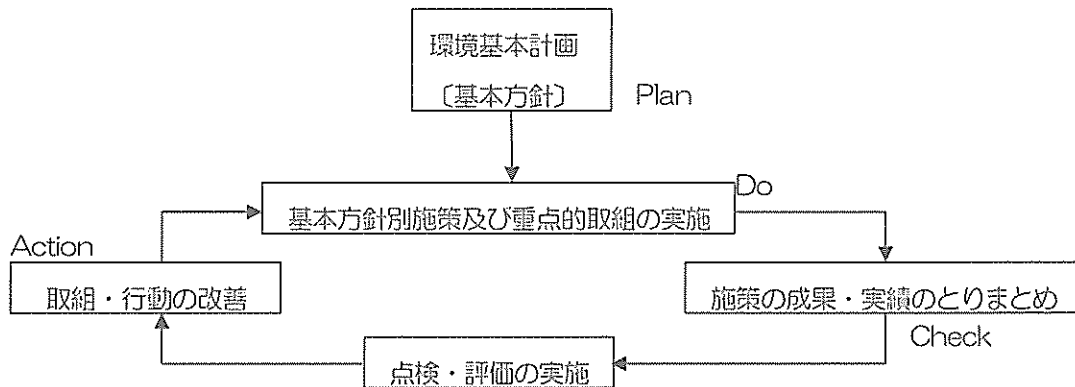 環境基本計画
〔基本方針〕
Plan
Do
基本方針別施策及び重点的取組の実施
Action
取組・行動の改善
施策の成果・実績のとりまとめ
Check
点検・評価の実施